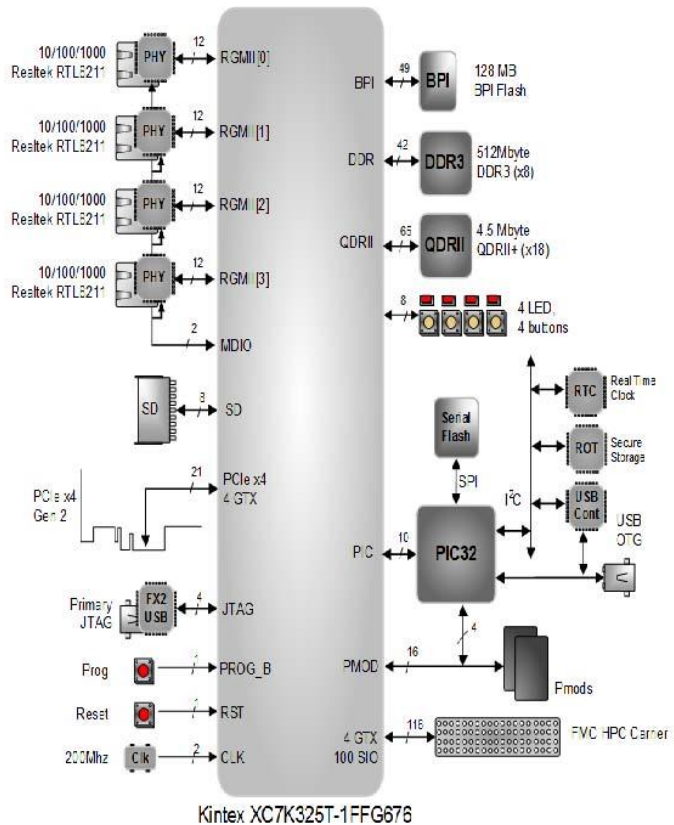 10/100/1000
Realtek RTL8211
PHY
12
RGMII[0]
10/100/1000
Realtek RTL8211
PHY
12
RGMII[1]
10/100/1000
Realtek RTL8211
PHY
12
RGMII[2]
10/100/1000
Realtek RTL8211
PHY
12
RGMII[3]
2
MDIO
SD
8
SD
PCIe x4
Gen 2
21
PCIe x4
4 GTX
Primary
JTAG
FX2
USB
4
JTAG
Prog
1
PROG_B
Reset
1
RST
200Mhz
Clk
2
CLK
BPI
49
BPI
128 MB
BPI Flash
DDR
42
DDR3
512Mbyte
DDR3 (x8)
QDRII
65
QDRII
4.5 Mbyte
QDRII+ (x18)
8
4 LED,
4 buttons
Serial
Flash
SPI
I²C
RTC
Real Time
Clock
ROT
Secure
Storage
USB
Cont
USB
OTG
PIC
10
PIC32
4
PMOD
16
Pmods
4 GTX
100 SIO
116
FMC HPC Carrier
Kintex XC7K325T-1FFG676